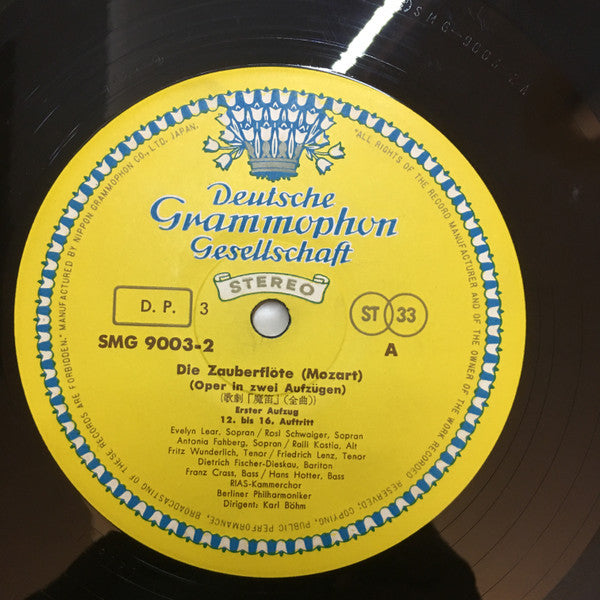 SMG-9003-2 A
Deutsche
Grammophon
Gesellschaft
STEREO
D. P. 3
ST 33
SMG 9003-2
A
Die Zauberflöte (Mozart)
(Oper in zwei Aufzügen)
(歌劇「魔笛」(全曲))
Erster Aufzug
12. bis 16. Auftritt
Evelyn Lear, Sopran / Rosl Schwaiger, Sopran
Antonia Fahberg, Sopran / Raili Kostia, Alt
Fritz Wunderlich, Tenor / Friedrich Lenz, Tenor
Dietrich Fischer-Dieskau, Bariton
Franz Crass, Bass / Hans Hotter, Bass
RIAS-Kammerchor
Berliner Philharmoniker
Dirigent: Karl Böhm
"ALL RIGHTS OF THE RECORD MANUFACTURER AND OF THE OWNER OF THE WORK RECORDED RESERVED; COPYING, PUBLIC PERFORMANCE, BROADCASTING OF THESE RECORDS ARE FORBIDDEN." MANUFACTURED BY NIPPON GRAMMOPHON CO., LTD. JAPAN.